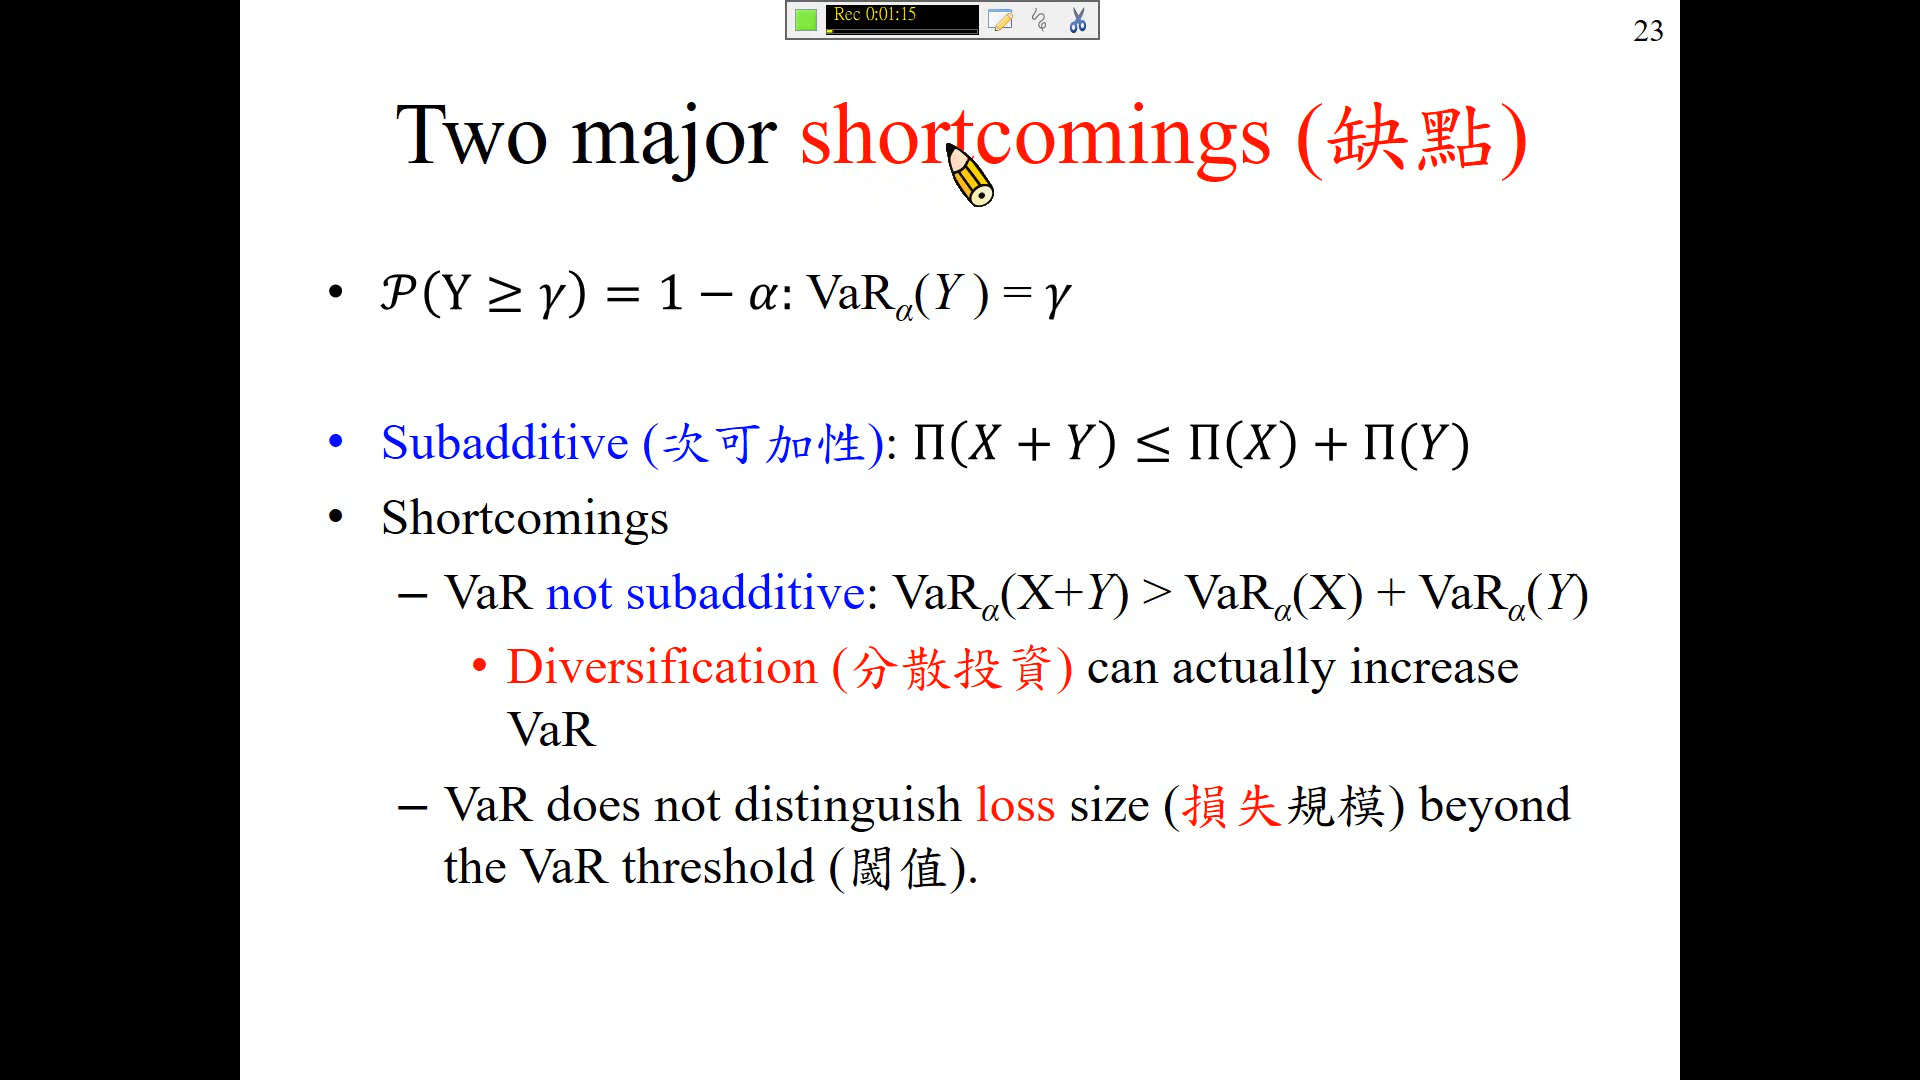 Rec 0:01:15
23
Two major shortcomings (缺點)
• 𝒫(Y ≥ γ) = 1 − α: VaRα(Y ) = γ
• Subadditive (次可加性): Π(X + Y) ≤ Π(X) + Π(Y)
• Shortcomings
– VaR not subadditive: VaRα(X+Y) > VaRα(X) + VaRα(Y)
• Diversification (分散投資) can actually increase
VaR
– VaR does not distinguish loss size (損失規模) beyond
the VaR threshold (閾值).